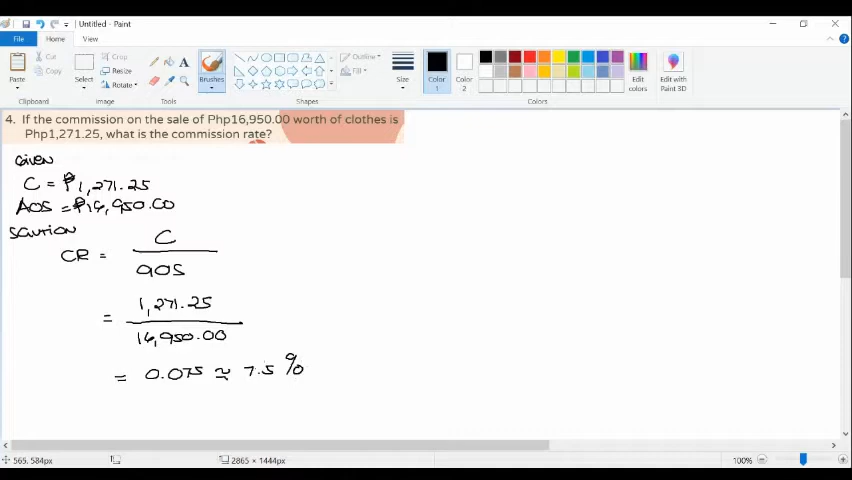 Untitled - Paint
File Home View
Paste
Cut
Copy
Clipboard
Select
Crop
Resize
Rotate
Image
A
Tools
Brushes
Outline
Fill
Shapes
Size
Color 1
Color 2
Edit colors
Edit with Paint 3D
Colors
4. If the commission on the sale of Php16,950.00 worth of clothes is
Php1,271.25, what is the commission rate?
Given
C = ₱1,271.25
AOS = ₱16,950.00
Solution
CR = C
AOS
= 1,271.25
16,950.00
= 0.075 ≈ 7.5 %
565, 584px
2865 × 1444px
100%